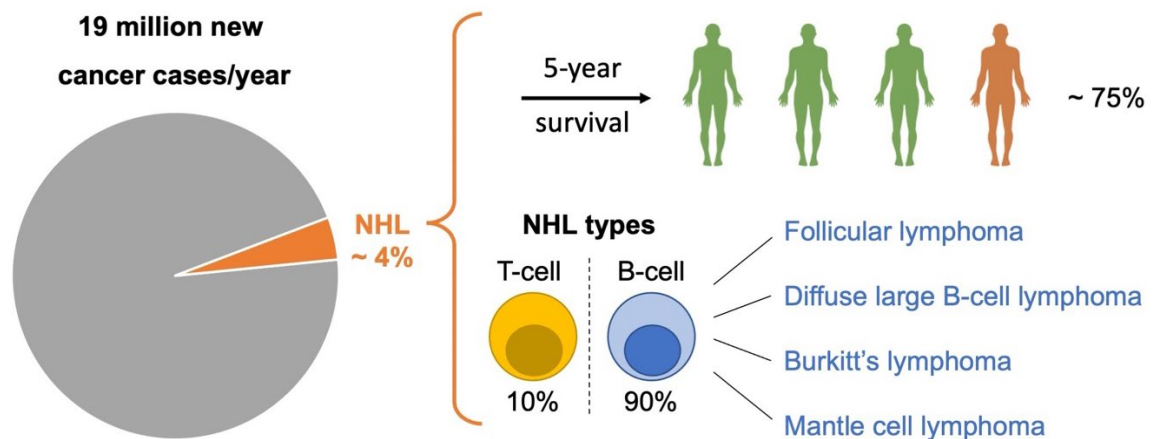 19 million new
cancer cases/year
NHL
~ 4%
5-year
survival
~ 75%
NHL types
T-cell
B-cell
10%
90%
Follicular lymphoma
Diffuse large B-cell lymphoma
Burkitt’s lymphoma
Mantle cell lymphoma